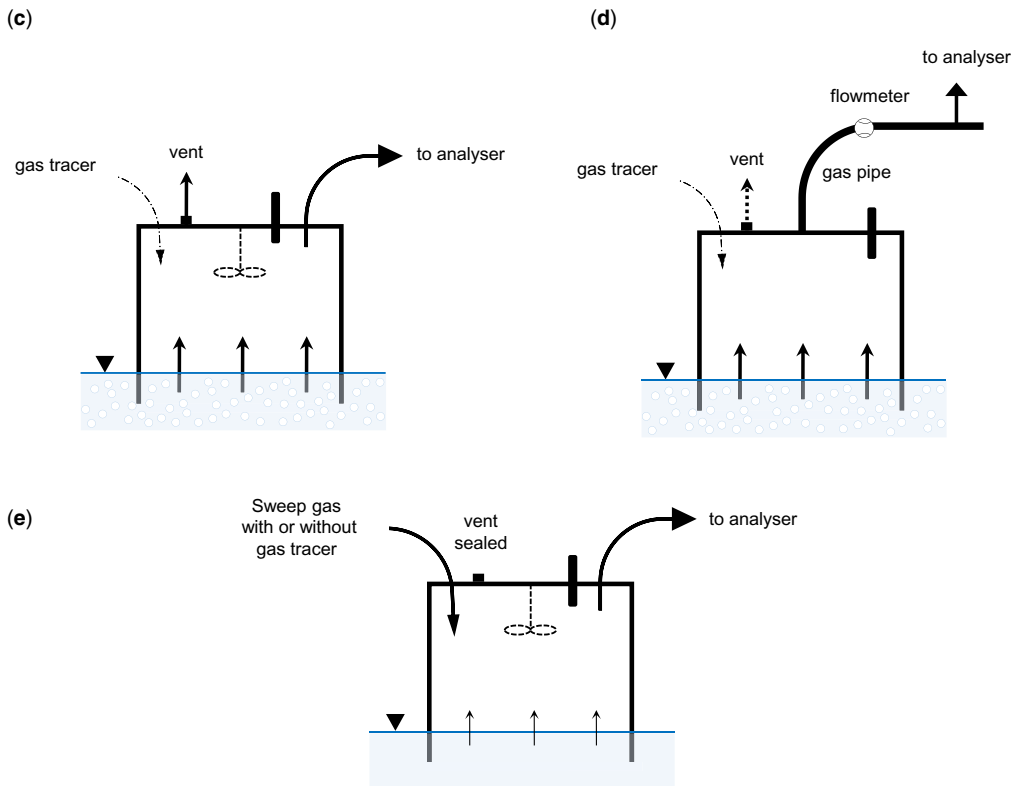 (c)
gas tracer
vent
to analyser
(d)
to analyser
flowmeter
gas tracer
vent
gas pipe
(e)
Sweep gas
with or without
gas tracer
vent
sealed
to analyser